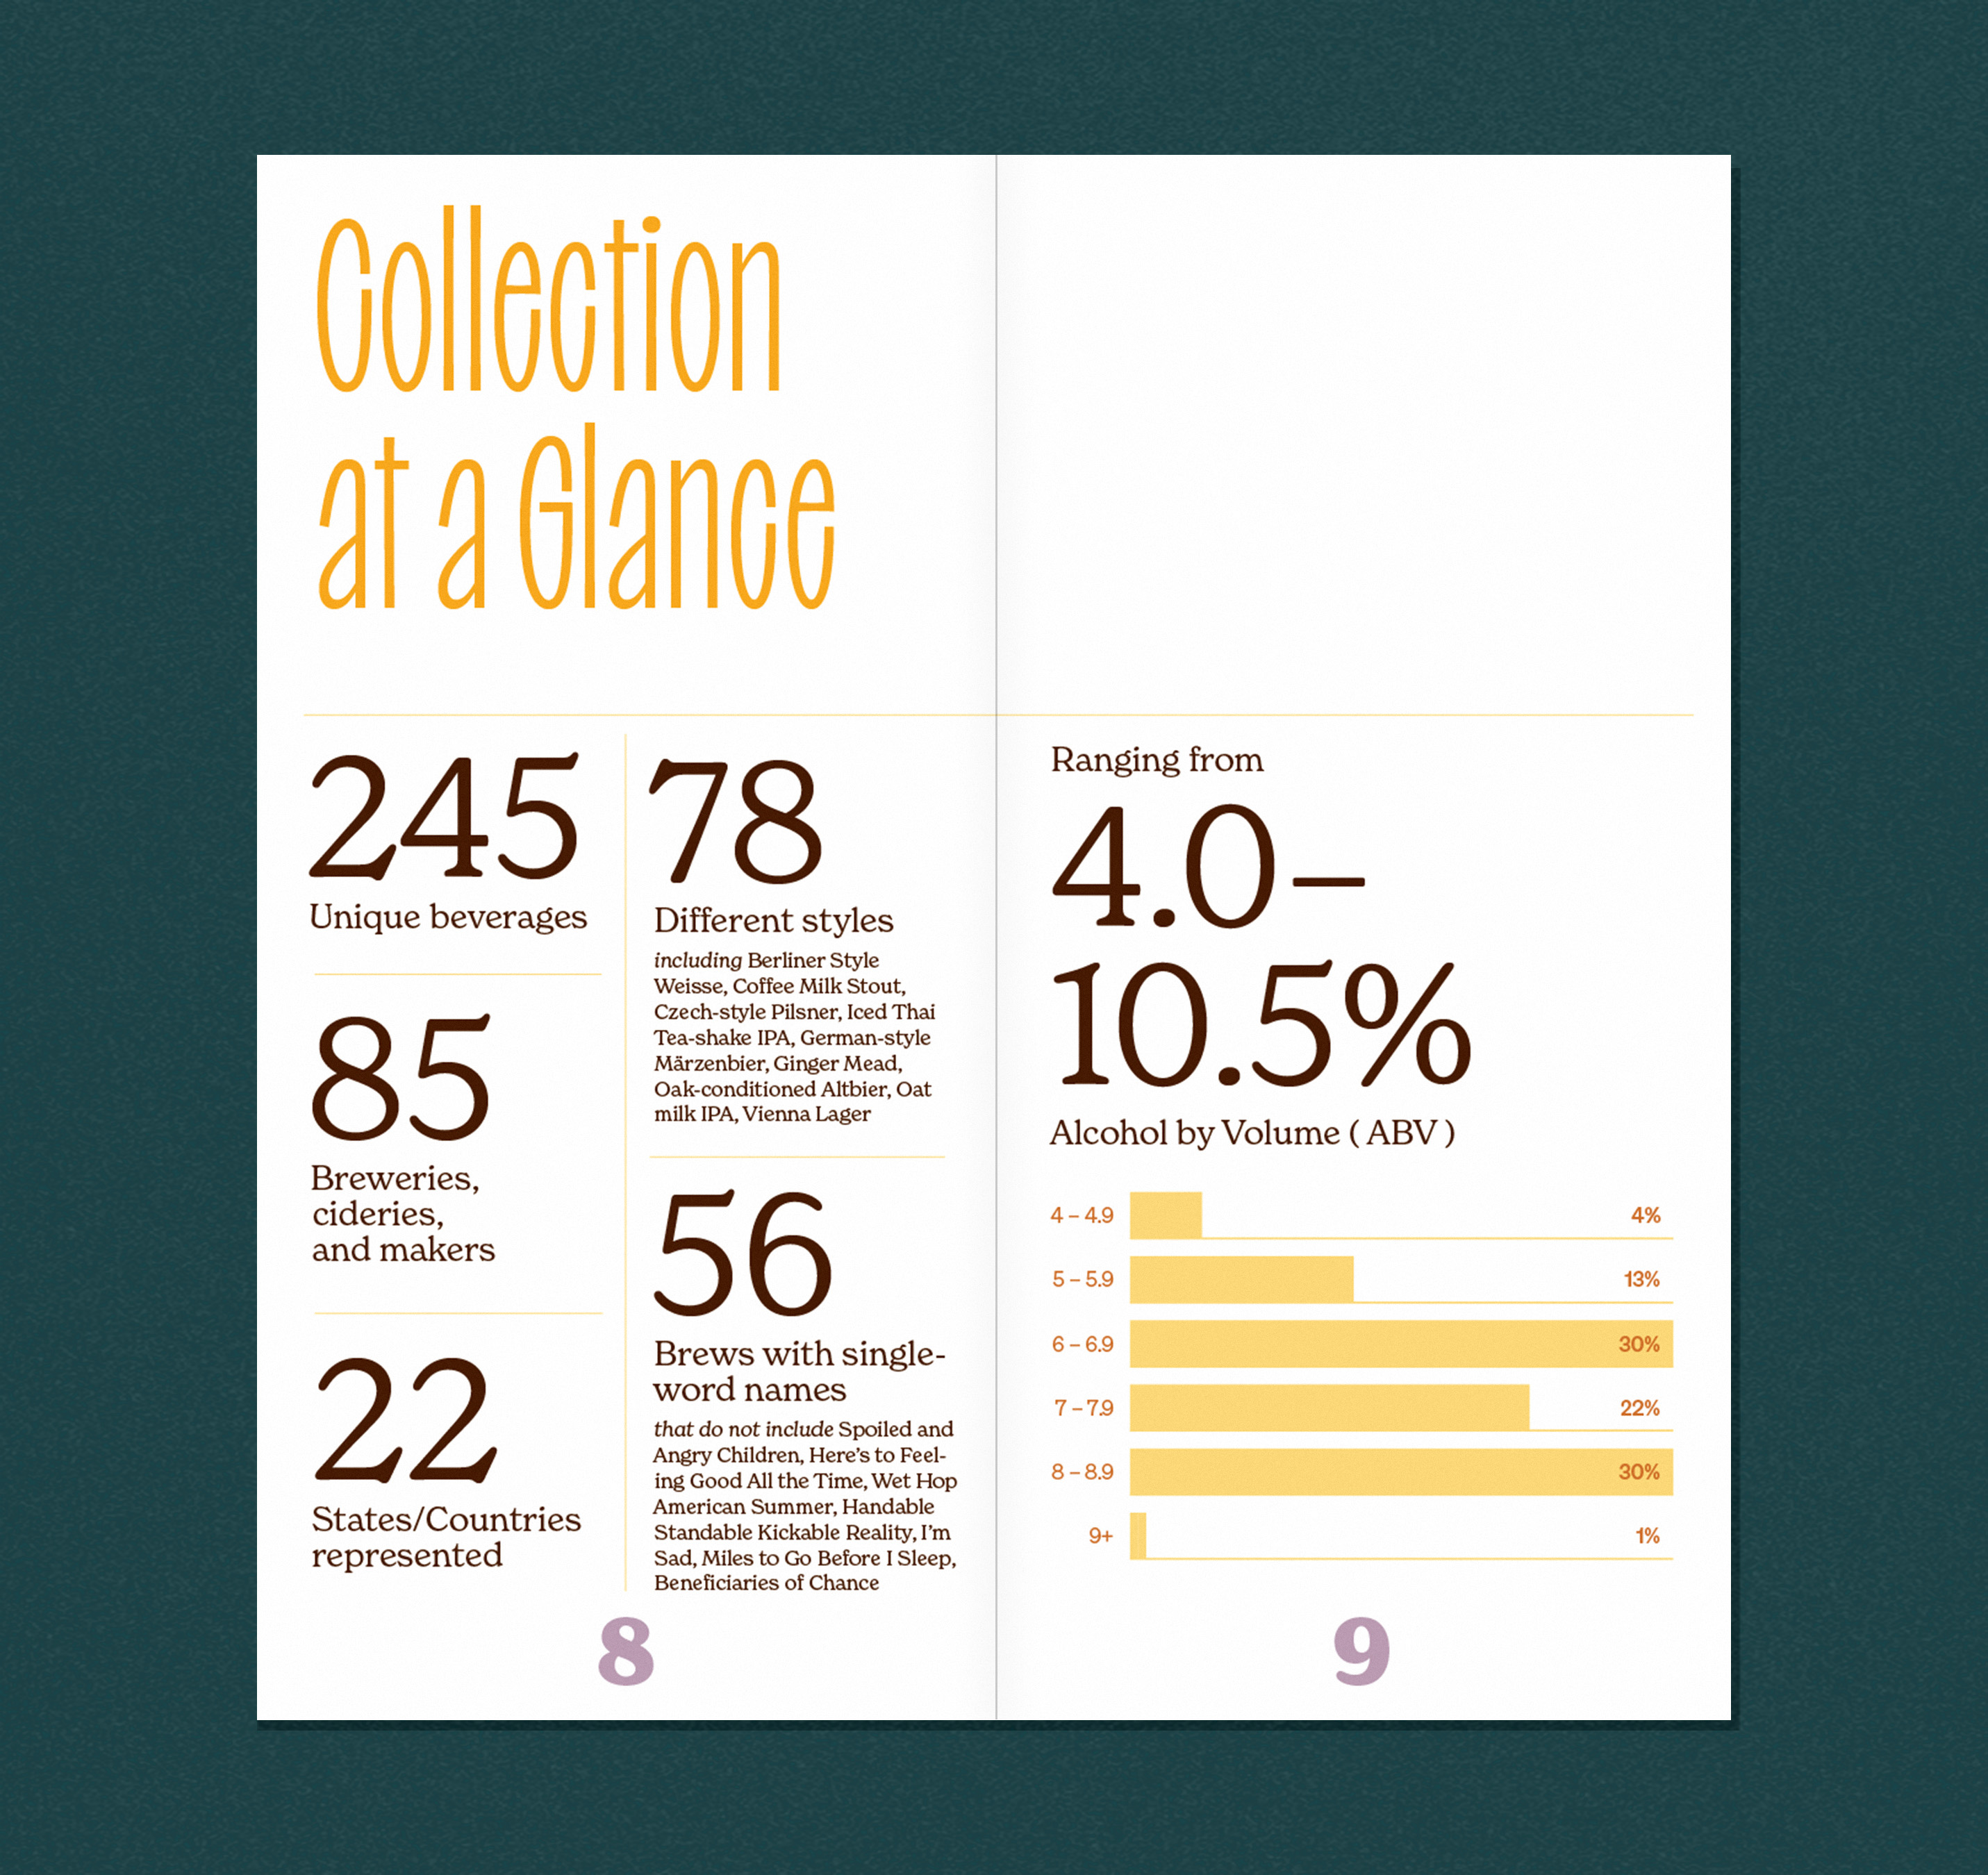 Collection
at a Glance
245
Unique beverages
85
Breweries,
cideries,
and makers
22
States/Countries
represented
78
Different styles
including Berliner Style
Weisse, Coffee Milk Stout,
Czech-style Pilsner, Iced Thai
Tea-shake IPA, German-style
Märzenbier, Ginger Mead,
Oak-conditioned Altbier, Oat
milk IPA, Vienna Lager
56
Brews with single-
word names
that do not include Spoiled and
Angry Children, Here’s to Feel-
ing Good All the Time, Wet Hop
American Summer, Handable
Standable Kickable Reality, I’m
Sad, Miles to Go Before I Sleep,
Beneficiaries of Chance
8
Ranging from
4.0–
10.5%
Alcohol by Volume ( ABV )
4 – 4.9 4%
5 – 5.9 13%
6 – 6.9 30%
7 – 7.9 22%
8 – 8.9 30%
9+ 1%
9